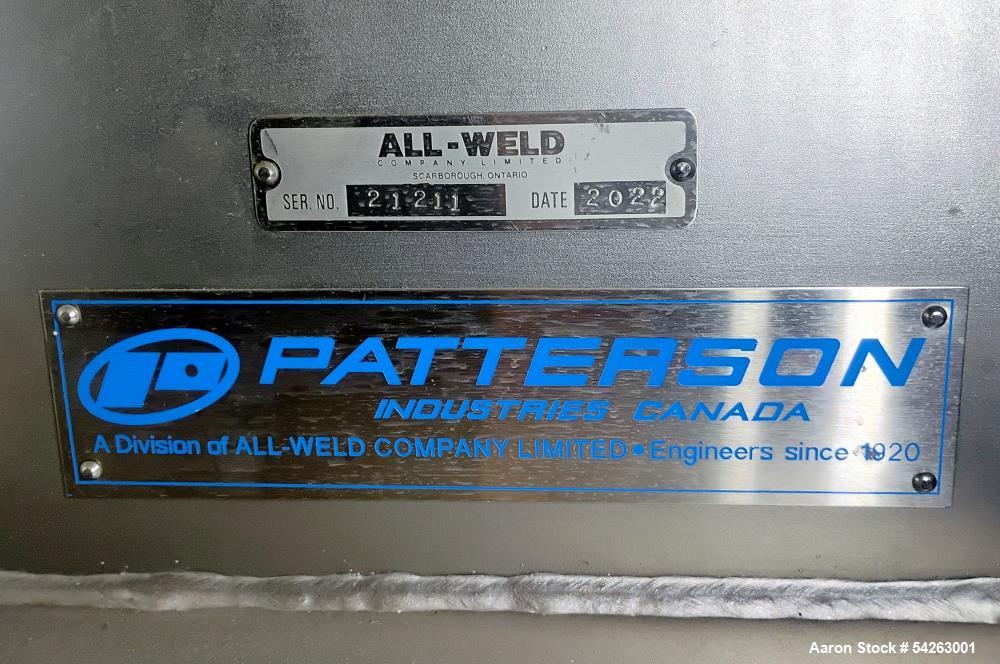 ALL-WELD
COMPANY LIMITED
SCARBOROUGH, ONTARIO
SER. NO. 21211 DATE 2022
PATTERSON
INDUSTRIES CANADA
A Division of ALL-WELD COMPANY LIMITED • Engineers since 1920
Aaron Stock # 54263001